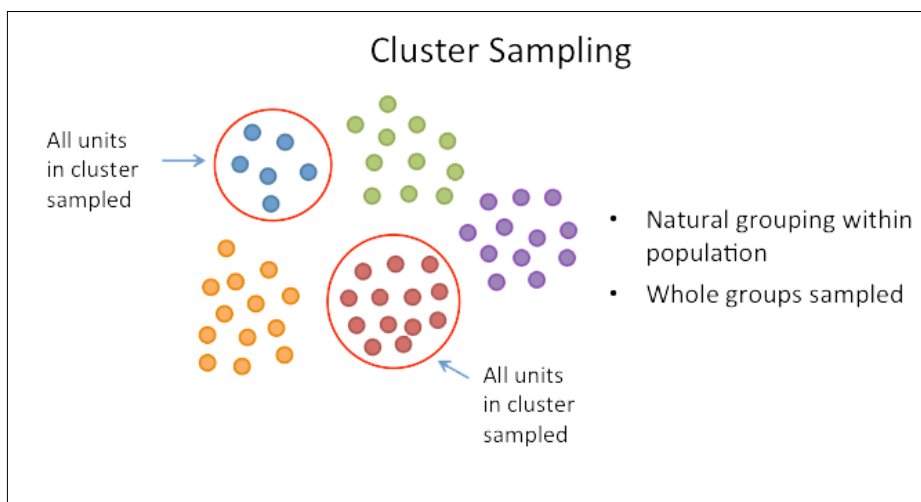 Cluster Sampling
All units
in cluster
sampled
• Natural grouping within
population
• Whole groups sampled
All units
in cluster
sampled